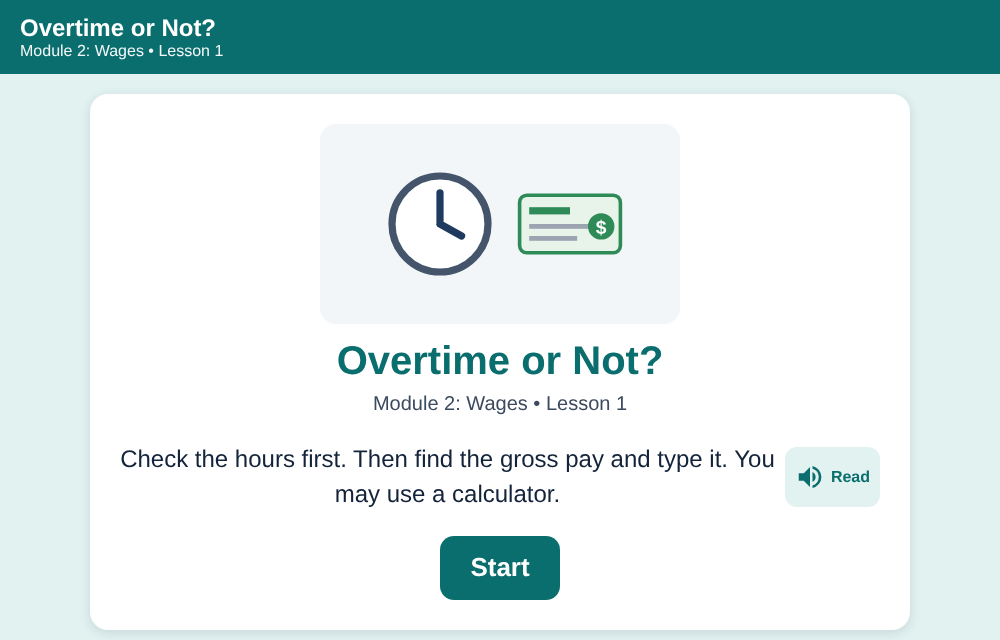 Overtime or Not?
Module 2: Wages • Lesson 1
$
Overtime or Not?
Module 2: Wages • Lesson 1
Check the hours first. Then find the gross pay and type it. You
may use a calculator.
Read
Start